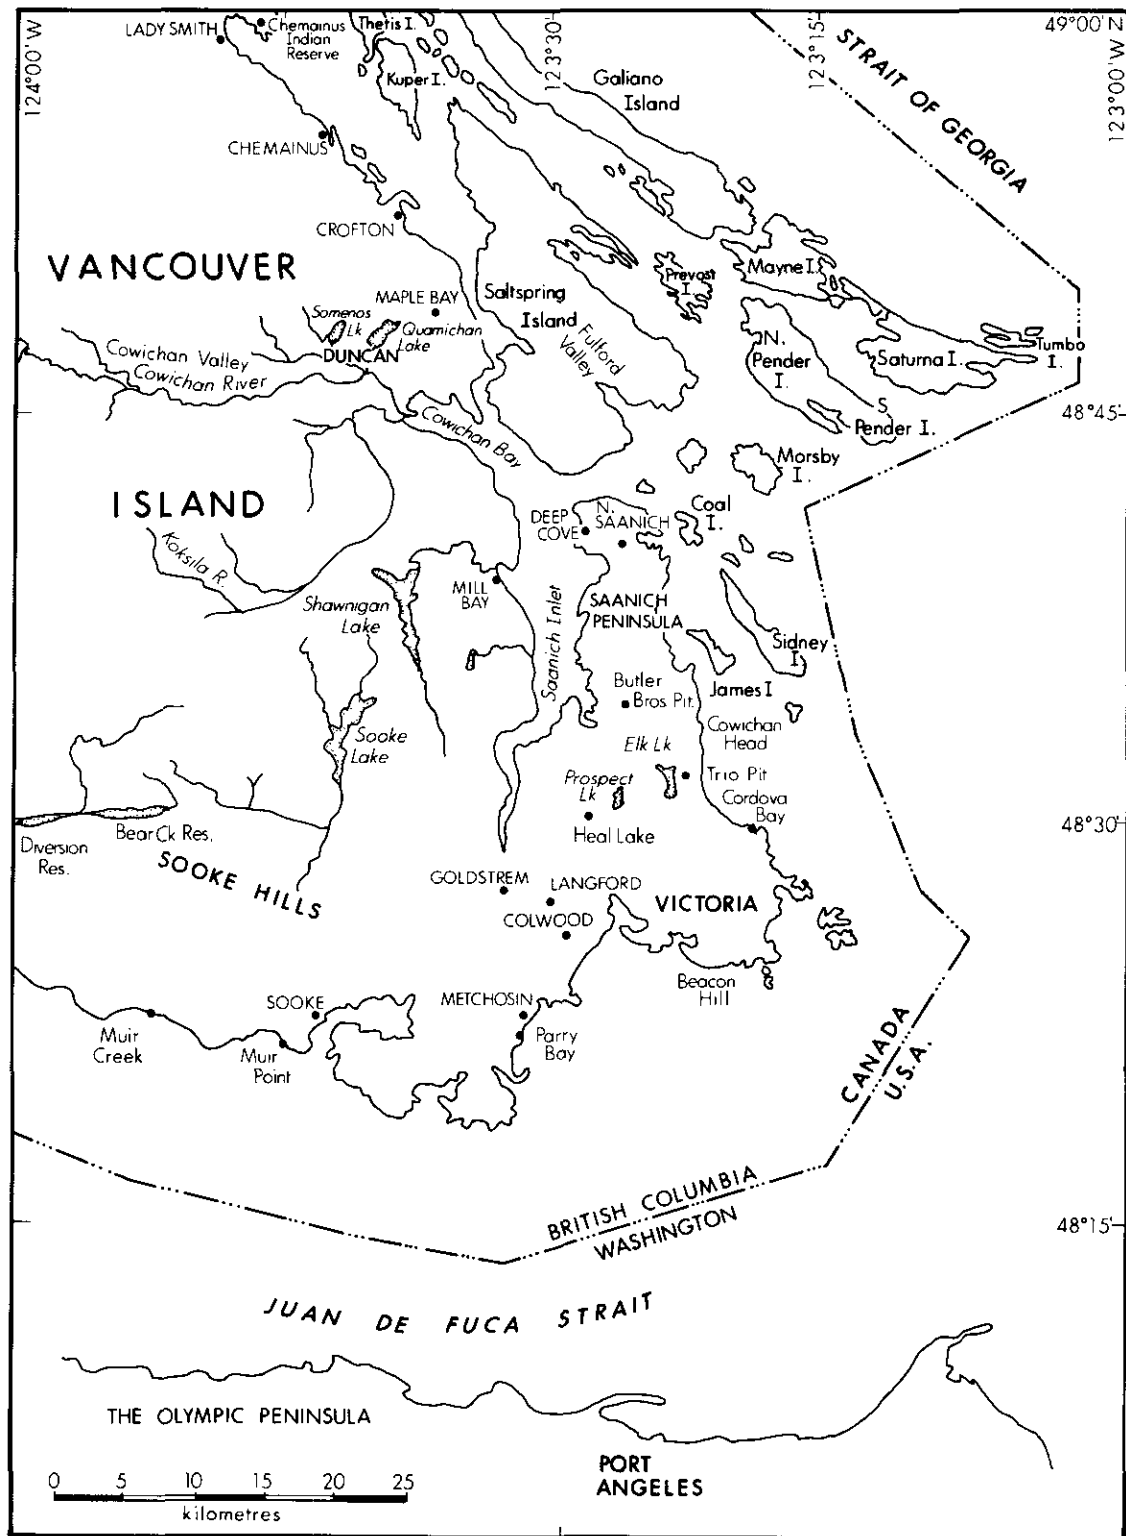 124°00'W
LADY SMITH
Chemainus
Indian
Reserve
Thetis I.
Kuper I.
123°30'
Galiano
Island
123°15'
STRAIT OF GEORGIA
49°00'N
123°00'W
CHEMAINUS
CROFTON
VANCOUVER
MAPLE BAY
Somenos
Lk
Quamichan
Lake
DUNCAN
Cowichan Valley
Cowichan River
Saltspring
Island
Fulford
Valley
Prevost
I.
Mayne I.
N.
Pender
I.
Saturna I.
Tumbo
I.
S
Pender I.
48°45'
Cowichan Bay
Morsby
I.
ISLAND
Koksila R.
DEEP
COVE
N.
SAANICH
Coal
I.
MILL
BAY
Shawnigan
Lake
Saanich Inlet
SAANICH
PENINSULA
Sidney
I.
James I
Butler
Bros Pit.
Cowichan
Head
Sooke
Lake
Elk Lk
Trio Pit
Prospect
Lk
Cordova
Bay
Heal Lake
48°30'
Diversion
Res.
Bear Ck Res.
SOOKE HILLS
GOLDSTREM
LANGFORD
COLWOOD
VICTORIA
Beacon
Hill
SOOKE
METCHOSIN
Muir
Creek
Muir
Point
Parry
Bay
CANADA
U.S.A.
BRITISH COLUMBIA
WASHINGTON
48°15'
JUAN DE FUCA STRAIT
THE OLYMPIC PENINSULA
PORT
ANGELES
0 5 10 15 20 25
kilometres